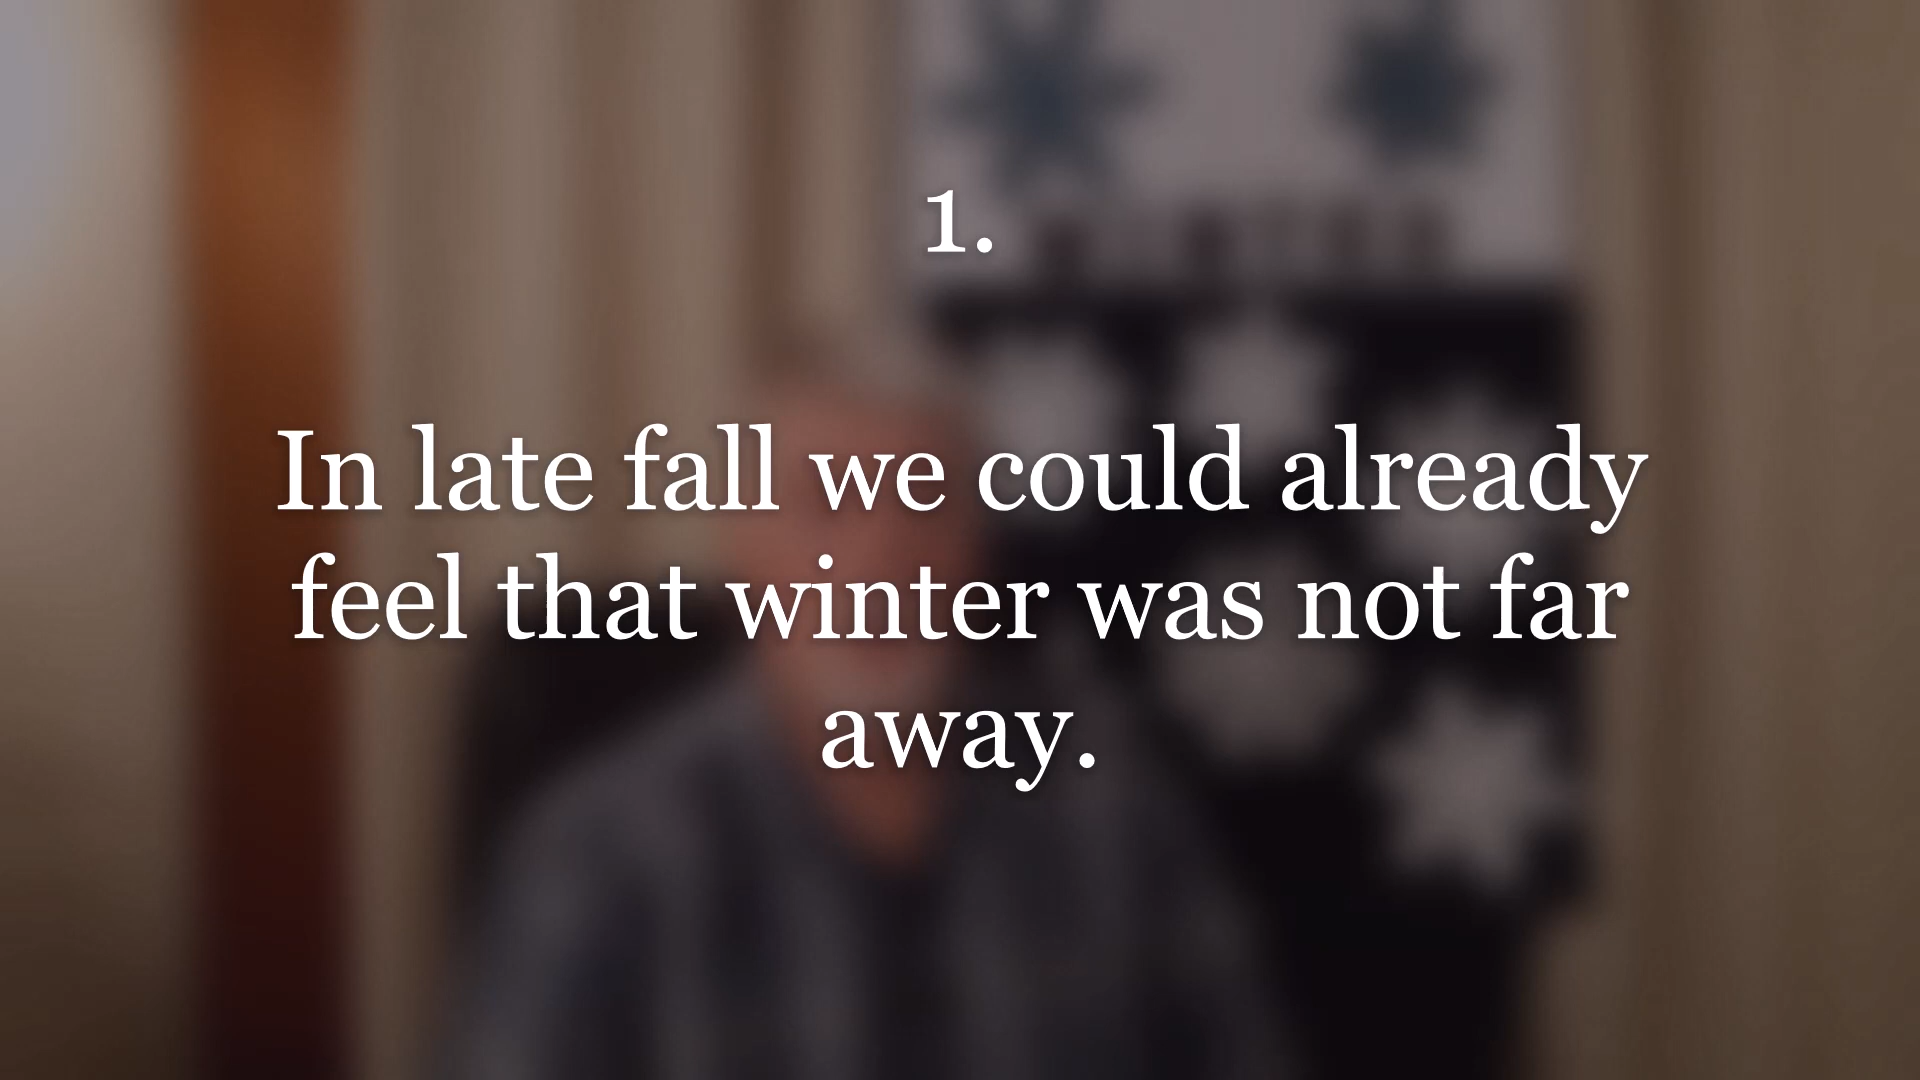 1.
In late fall we could already
feel that winter was not far
away.